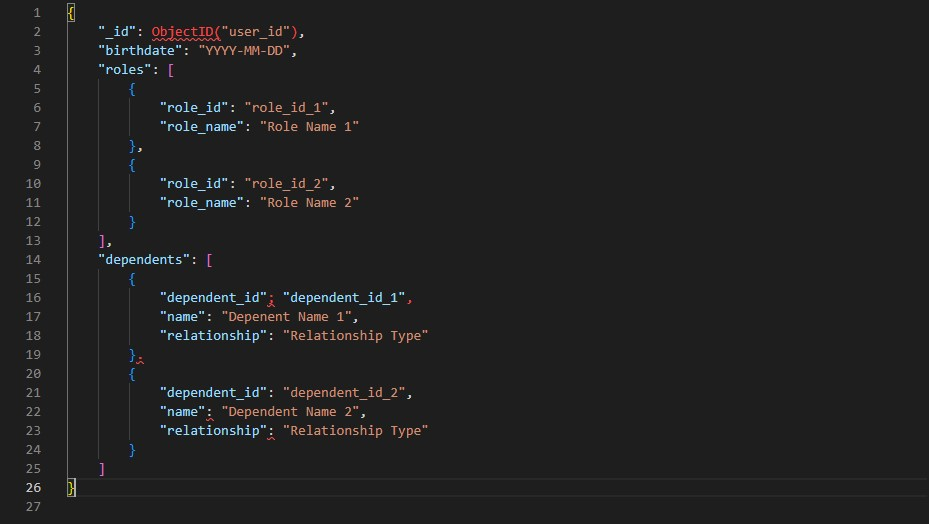 1 {
2 "_id": ObjectID("user_id"),
3 "birthdate": "YYYY-MM-DD",
4 "roles": [
5 {
6 "role_id": "role_id_1",
7 "role_name": "Role Name 1"
8 },
9 {
10 "role_id": "role_id_2",
11 "role_name": "Role Name 2"
12 }
13 ],
14 "dependents": [
15 {
16 "dependent_id"; "dependent_id_1",
17 "name": "Depenent Name 1",
18 "relationship": "Relationship Type"
19 }.
20 {
21 "dependent_id": "dependent_id_2",
22 "name": "Dependent Name 2",
23 "relationship": "Relationship Type"
24 }
25 ]
26 }
27